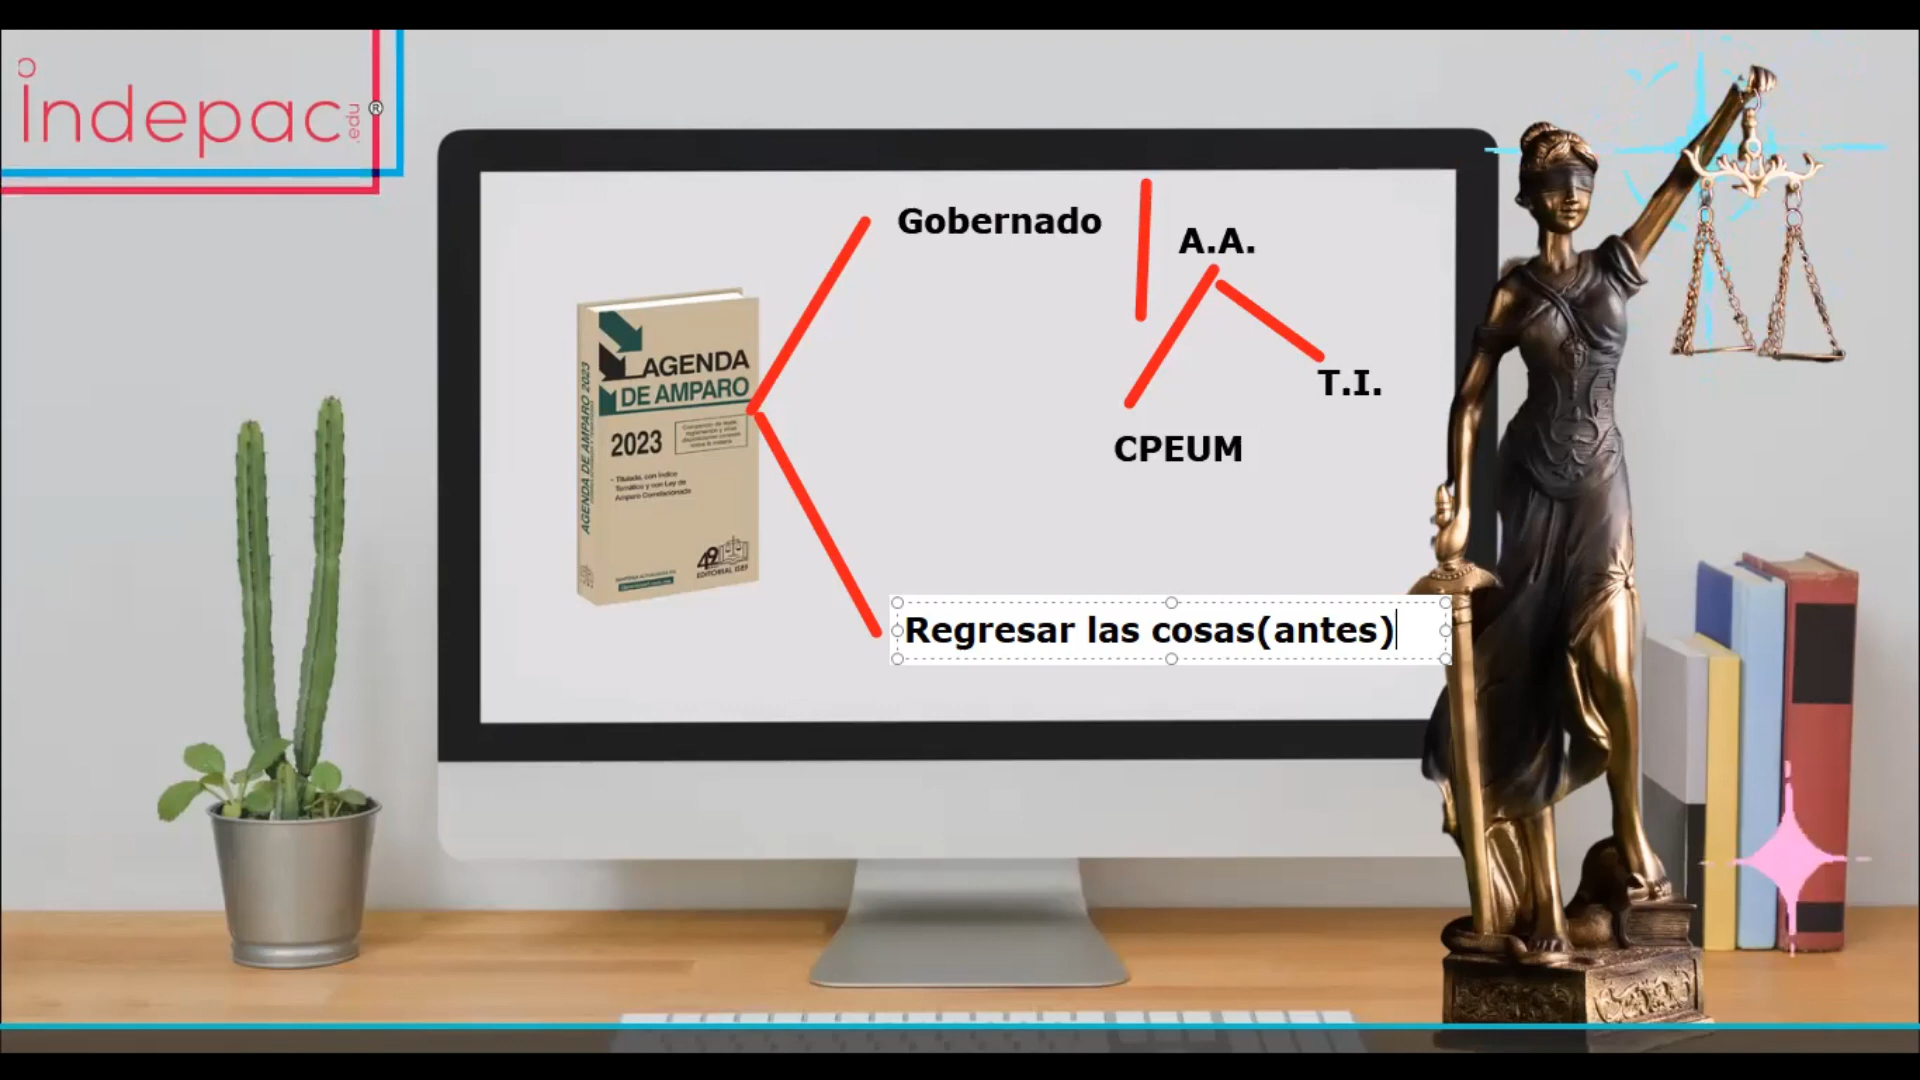 indepac
.edu
®
Gobernado
A.A.
T.I.
CPEUM
AGENDA
DE AMPARO
2023
AGENDA DE AMPARO 2023
EDITORIAL ISEF
Regresar las cosas(antes)